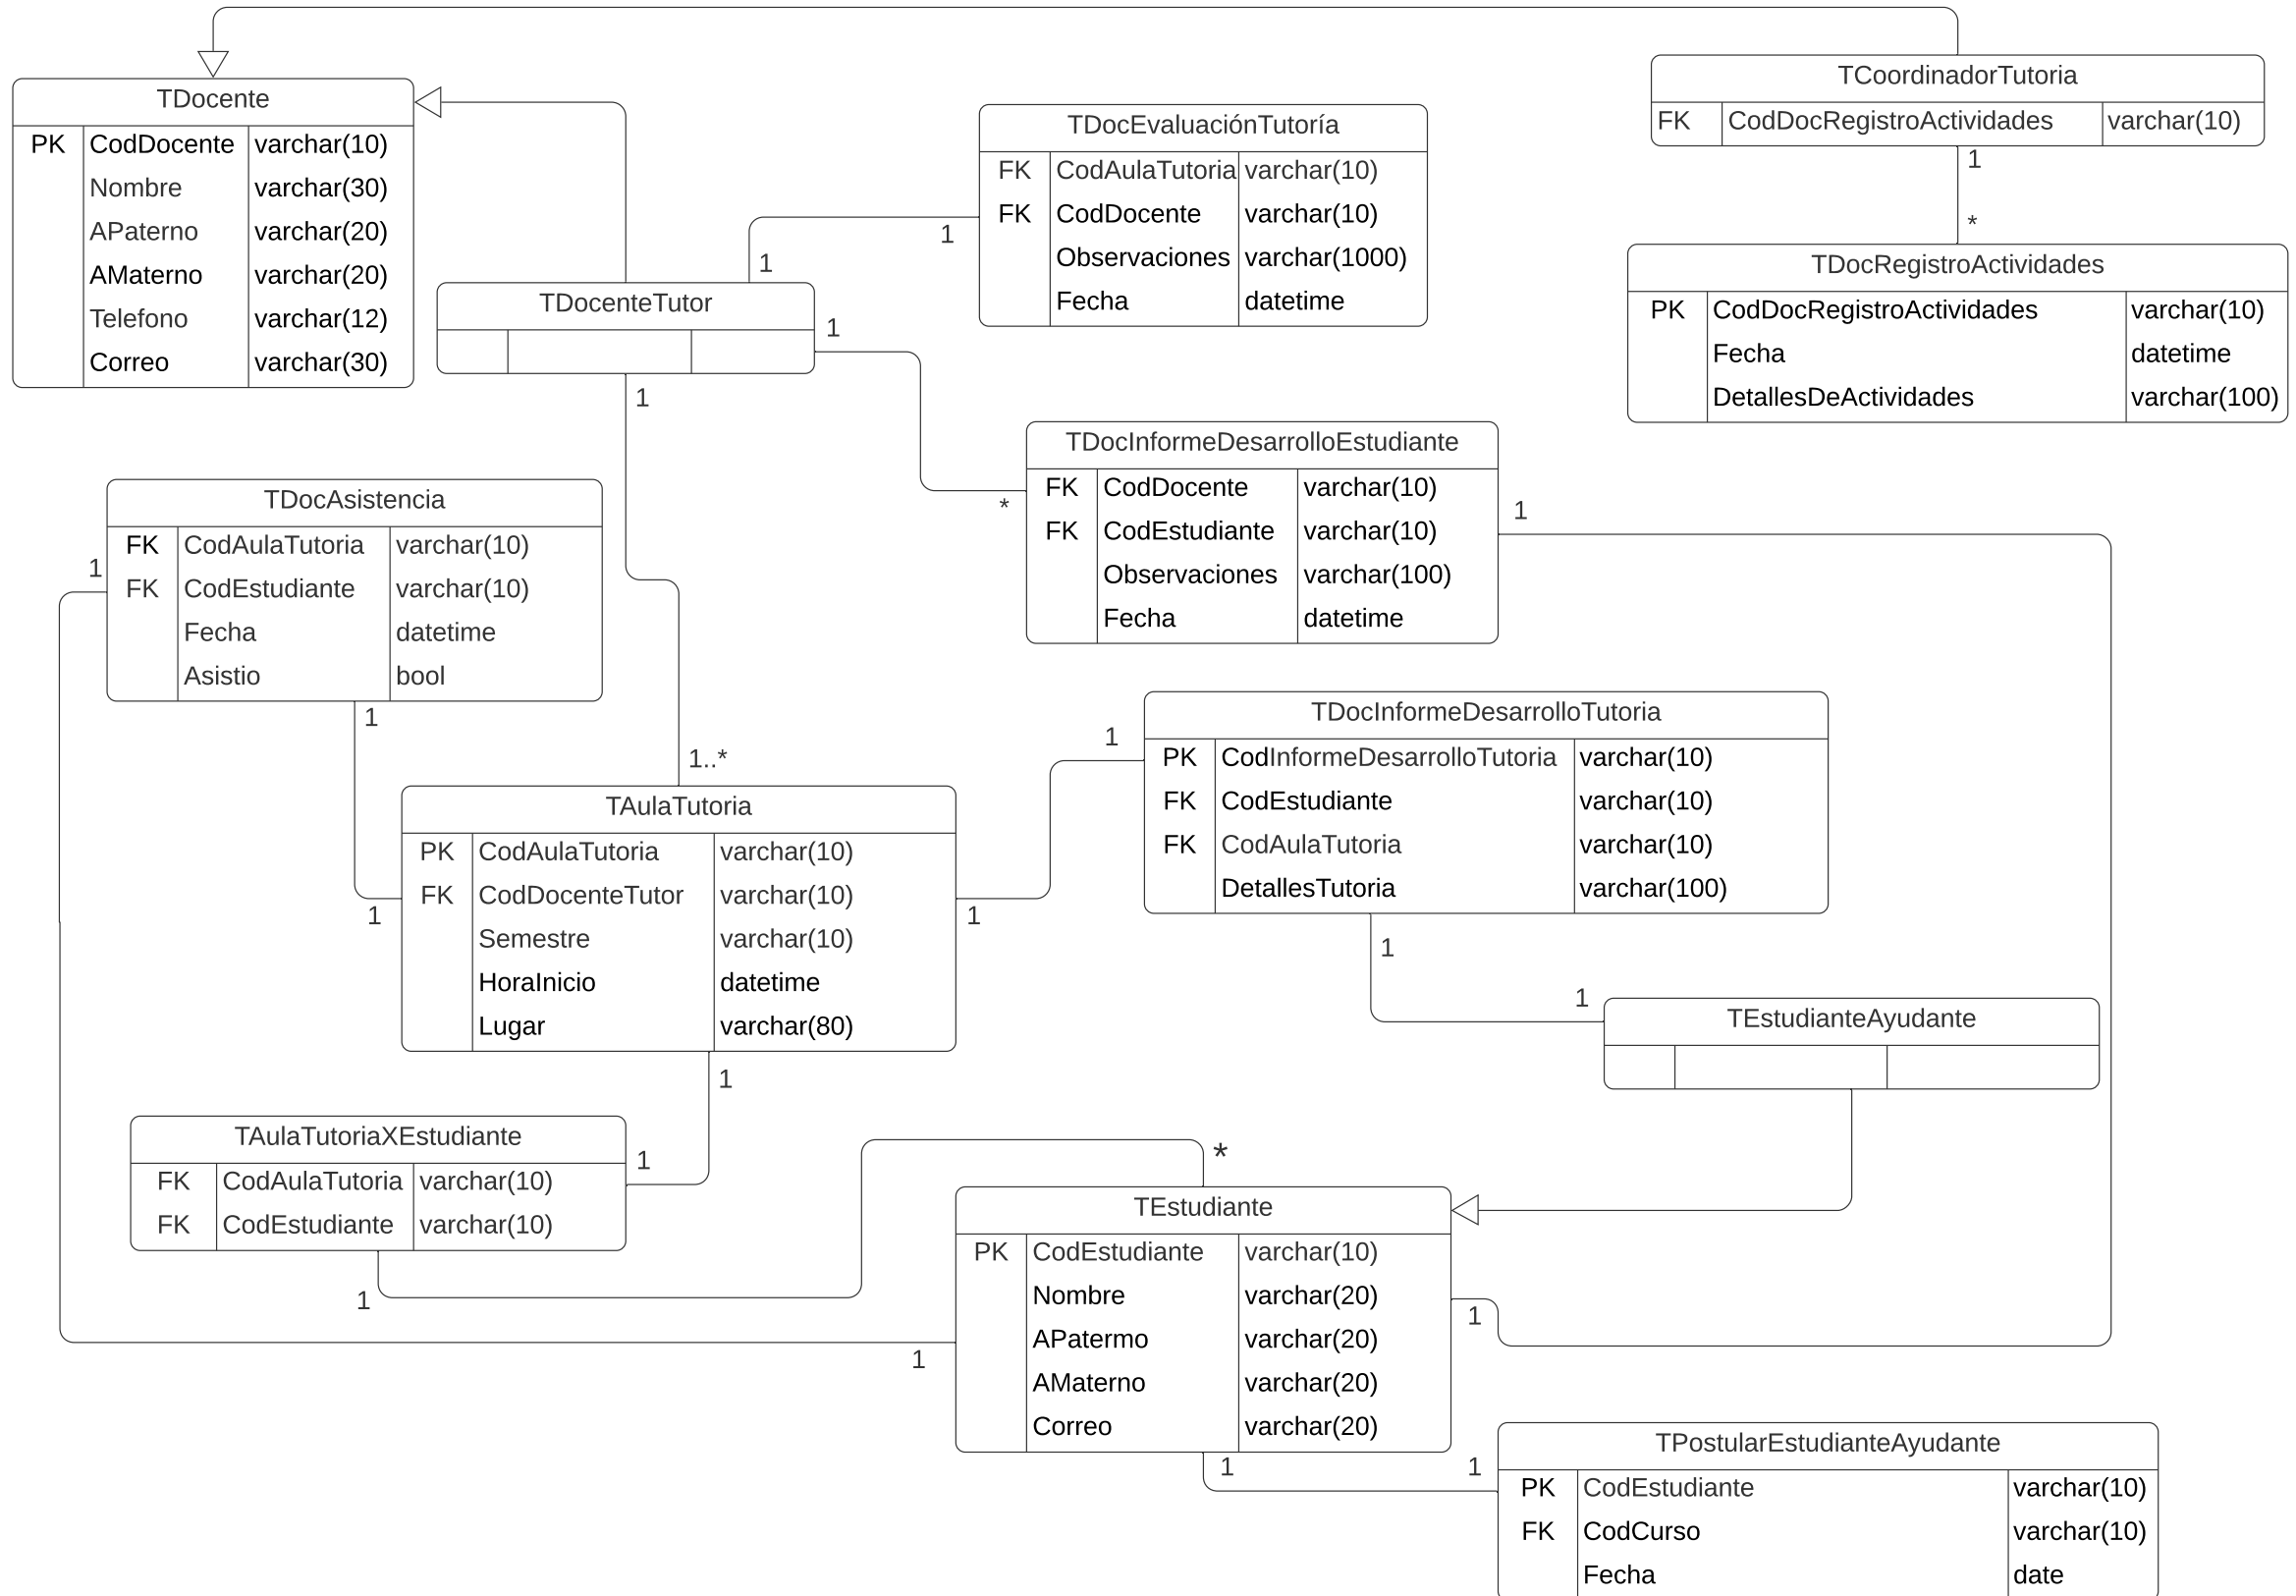 TDocente
PK CodDocente varchar(10)
Nombre varchar(30)
APaterno varchar(20)
AMaterno varchar(20)
Telefono varchar(12)
Correo varchar(30)
TCoordinadorTutoria
FK CodDocRegistroActividades varchar(10)
1
*
TDocEvaluaciónTutoría
FK CodAulaTutoria varchar(10)
FK CodDocente varchar(10)
Observaciones varchar(1000)
Fecha datetime
1
1
TDocRegistroActividades
PK CodDocRegistroActividades varchar(10)
Fecha datetime
DetallesDeActividades varchar(100)
TDocenteTutor
1
1
TDocInformeDesarrolloEstudiante
FK CodDocente varchar(10)
FK CodEstudiante varchar(10)
Observaciones varchar(100)
Fecha datetime
*
1
TDocAsistencia
FK CodAulaTutoria varchar(10)
FK CodEstudiante varchar(10)
Fecha datetime
Asistio bool
1
1
1..*
1
TDocInformeDesarrolloTutoria
PK CodInformeDesarrolloTutoria varchar(10)
FK CodEstudiante varchar(10)
FK CodAulaTutoria varchar(10)
DetallesTutoria varchar(100)
1
1
TAulaTutoria
PK CodAulaTutoria varchar(10)
FK CodDocenteTutor varchar(10)
Semestre varchar(10)
HoraInicio datetime
Lugar varchar(80)
1
1
1
TEstudianteAyudante
TAulaTutoriaXEstudiante
FK CodAulaTutoria varchar(10)
FK CodEstudiante varchar(10)
1
1
*
TEstudiante
PK CodEstudiante varchar(10)
Nombre varchar(20)
APatermo varchar(20)
AMaterno varchar(20)
Correo varchar(20)
1
1
1
1
TPostularEstudianteAyudante
PK CodEstudiante varchar(10)
FK CodCurso varchar(10)
Fecha date